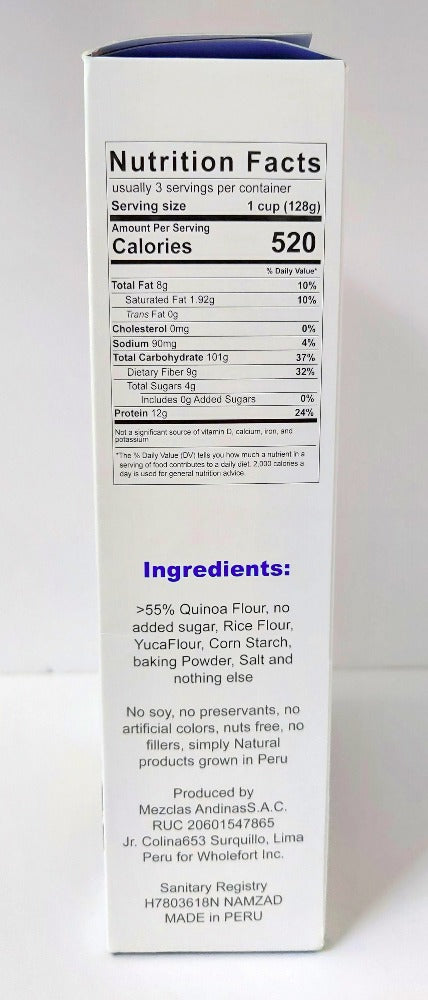 Nutrition Facts
usually 3 servings per container
Serving size 1 cup (128g)
Amount Per Serving
Calories 520
% Daily Value*
Total Fat 8g 10%
Saturated Fat 1.92g 10%
Trans Fat 0g
Cholesterol 0mg 0%
Sodium 90mg 4%
Total Carbohydrate 101g 37%
Dietary Fiber 9g 32%
Total Sugars 4g
Includes 0g Added Sugars 0%
Protein 12g 24%
Not a significant source of vitamin D, calcium, iron, and
potassium
*The % Daily Value (DV) tells you how much a nutrient in a
serving of food contributes to a daily diet. 2,000 calories a
day is used for general nutrition advice.
Ingredients:
>55% Quinoa Flour, no
added sugar, Rice Flour,
YucaFlour, Corn Starch,
baking Powder, Salt and
nothing else
No soy, no preservants, no
artificial colors, nuts free, no
fillers, simply Natural
products grown in Peru
Produced by
Mezclas AndinasS.A.C.
RUC 20601547865
Jr. Colina653 Surquillo, Lima
Peru for Wholefort Inc.
Sanitary Registry
H7803618N NAMZAD
MADE in PERU